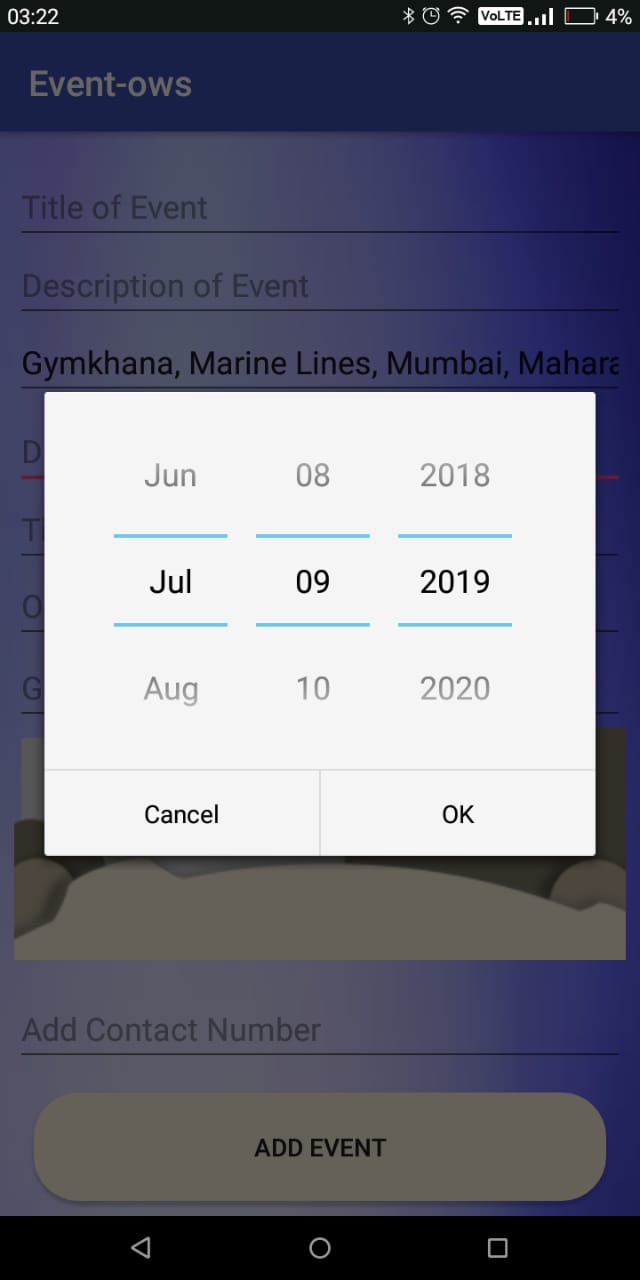 03:22 VoLTE 4%
Event-ows
Title of Event
Description of Event
Gymkhana, Marine Lines, Mumbai, Mahara
D
T
O
G
Jun 08 2018
Jul 09 2019
Aug 10 2020
Cancel OK
Add Contact Number
ADD EVENT